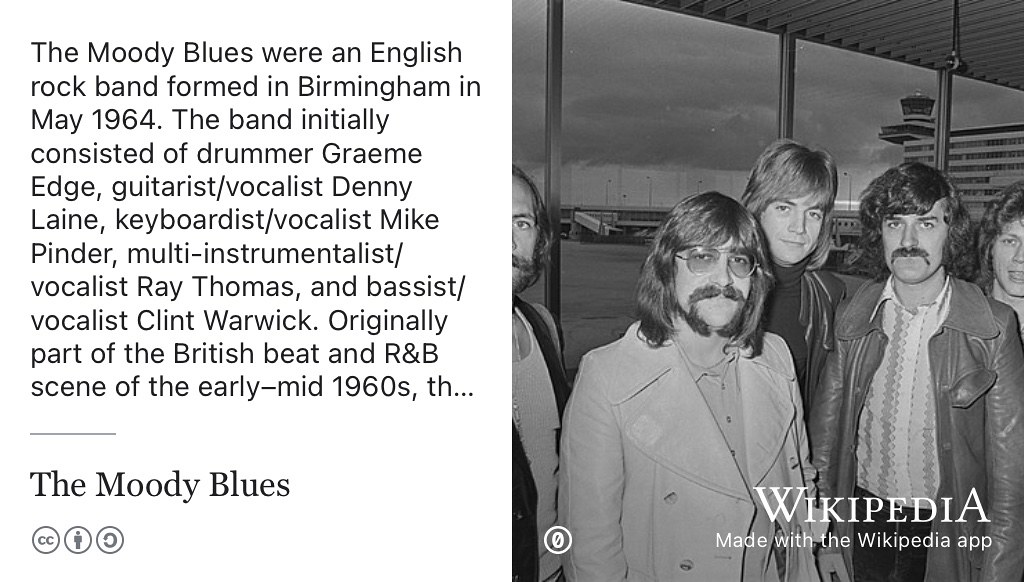 The Moody Blues were an English
rock band formed in Birmingham in
May 1964. The band initially
consisted of drummer Graeme
Edge, guitarist/vocalist Denny
Laine, keyboardist/vocalist Mike
Pinder, multi-instrumentalist/
vocalist Ray Thomas, and bassist/
vocalist Clint Warwick. Originally
part of the British beat and R&B
scene of the early–mid 1960s, th...
The Moody Blues
cc
WIKIPEDIA
Made with the Wikipedia app